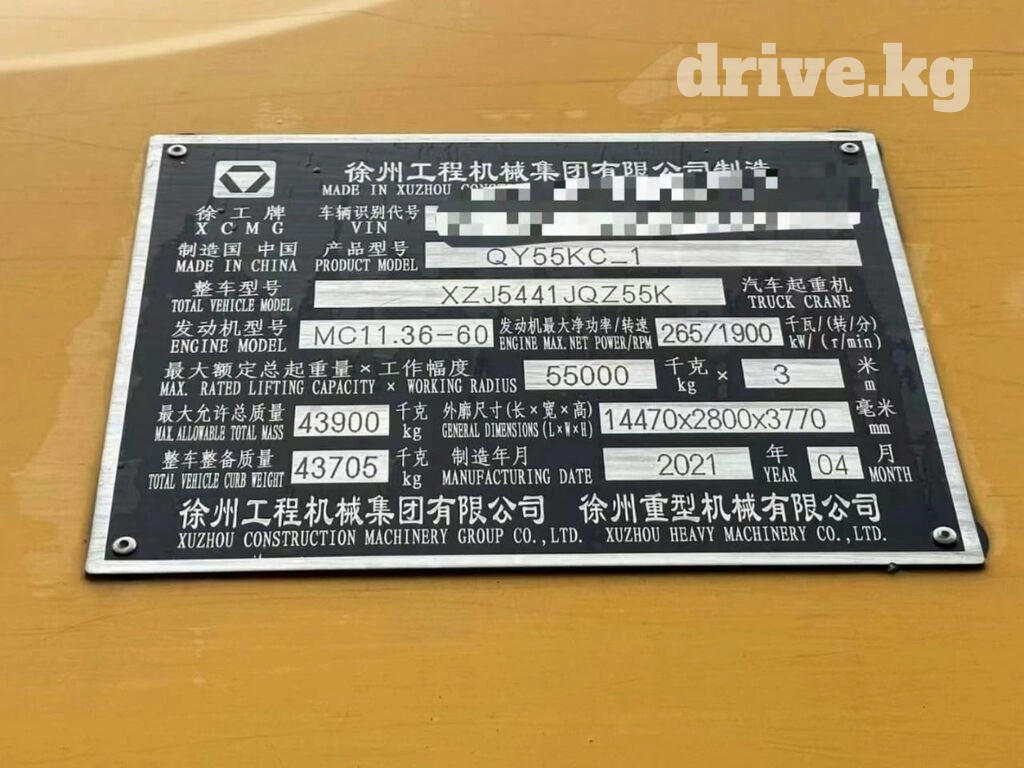 drive.kg
徐州工程机械集团有限公司制造
MADE IN XUZHOU
徐工牌 车辆识别代号
XCMG VIN
制造国 中国 产品型号 QY55KC_1
MADE IN CHINA PRODUCT MODEL
整车型号 XZJ5441JQZ55K 汽车起重机
TOTAL VEHICLE MODEL TRUCK CRANE
发动机型号 MC11.36-60 发动机最大净功率/转速 265/1900 千瓦/(转/分)
ENGINE MODEL ENGINE MAX. NET POWER/RPM kW/(r/min)
最大额定总起重量×工作幅度 55000 千克 × 3 米
MAX. RATED LIFTING CAPACITY × WORKING RADIUS kg m
最大允许总质量 43900 千克 外廓尺寸(长×宽×高) 14470x2800x3770 毫米
MAX. ALLOWABLE TOTAL MASS kg GENERAL DIMENSIONS (L×W×H) mm
整车整备质量 43705 千克 制造年月 2021 年 04 月
TOTAL VEHICLE CURB WEIGHT kg MANUFACTURING DATE YEAR MONTH
徐州工程机械集团有限公司 徐州重型机械有限公司
XUZHOU CONSTRUCTION MACHINERY GROUP CO.,LTD. XUZHOU HEAVY MACHINERY CO.,LTD.